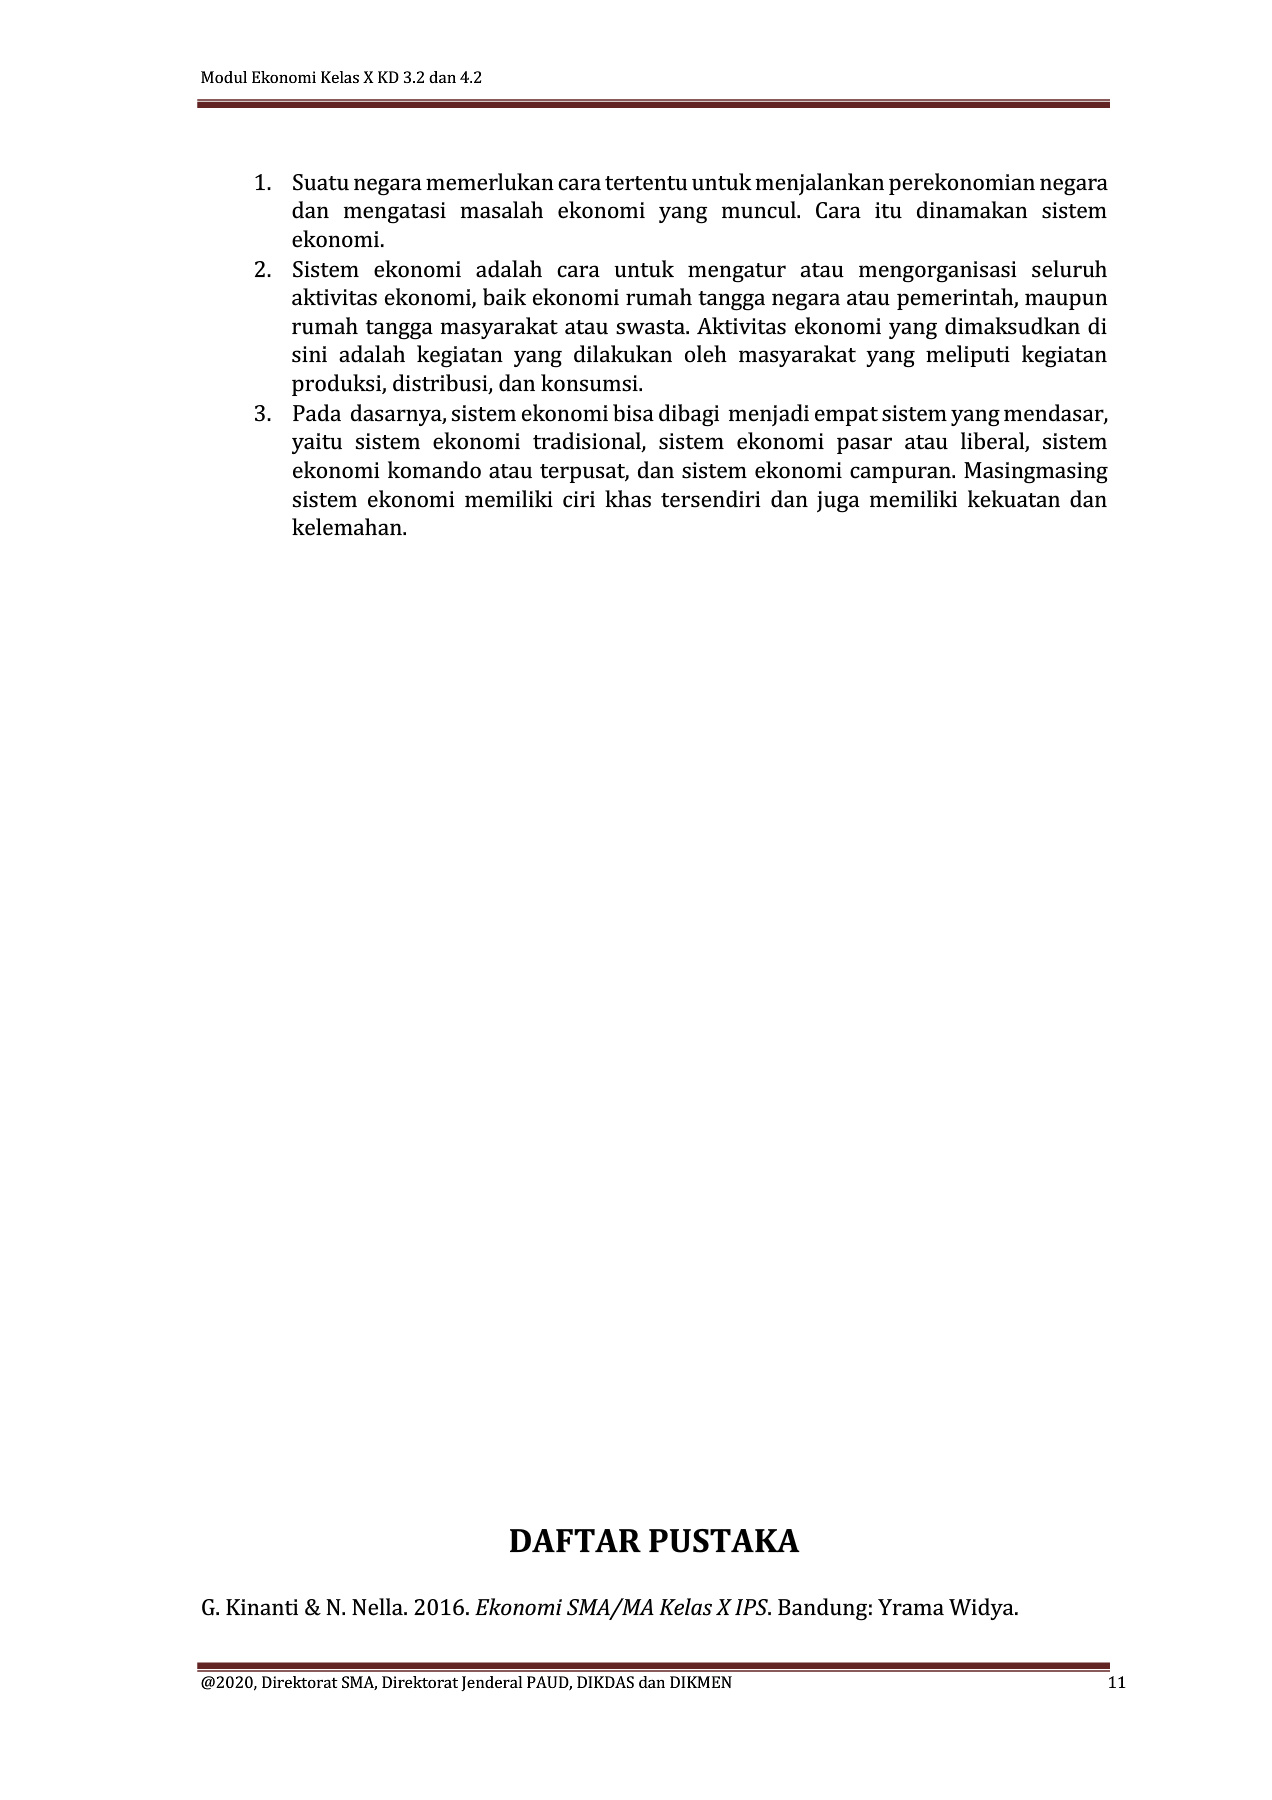 Modul Ekonomi Kelas X KD 3.2 dan 4.2
1. Suatu negara memerlukan cara tertentu untuk menjalankan perekonomian negara
dan mengatasi masalah ekonomi yang muncul. Cara itu dinamakan sistem
ekonomi.
2. Sistem ekonomi adalah cara untuk mengatur atau mengorganisasi seluruh
aktivitas ekonomi, baik ekonomi rumah tangga negara atau pemerintah, maupun
rumah tangga masyarakat atau swasta. Aktivitas ekonomi yang dimaksudkan di
sini adalah kegiatan yang dilakukan oleh masyarakat yang meliputi kegiatan
produksi, distribusi, dan konsumsi.
3. Pada dasarnya, sistem ekonomi bisa dibagi menjadi empat sistem yang mendasar,
yaitu sistem ekonomi tradisional, sistem ekonomi pasar atau liberal, sistem
ekonomi komando atau terpusat, dan sistem ekonomi campuran. Masingmasing
sistem ekonomi memiliki ciri khas tersendiri dan juga memiliki kekuatan dan
kelemahan.
DAFTAR PUSTAKA
G. Kinanti & N. Nella. 2016. Ekonomi SMA/MA Kelas X IPS. Bandung: Yrama Widya.
@2020, Direktorat SMA, Direktorat Jenderal PAUD, DIKDAS dan DIKMEN 11